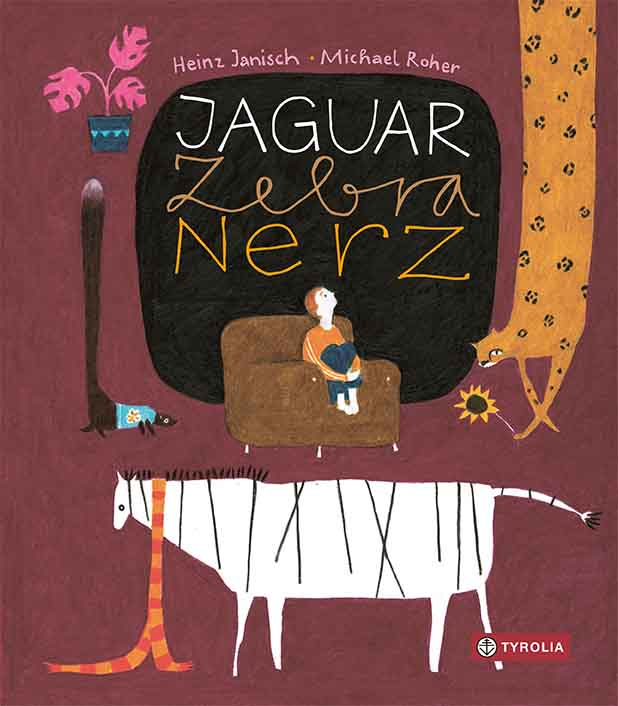 Heinz Janisch · Michael Roher
JAGUAR
Zebra
Nerz
TYROLIA